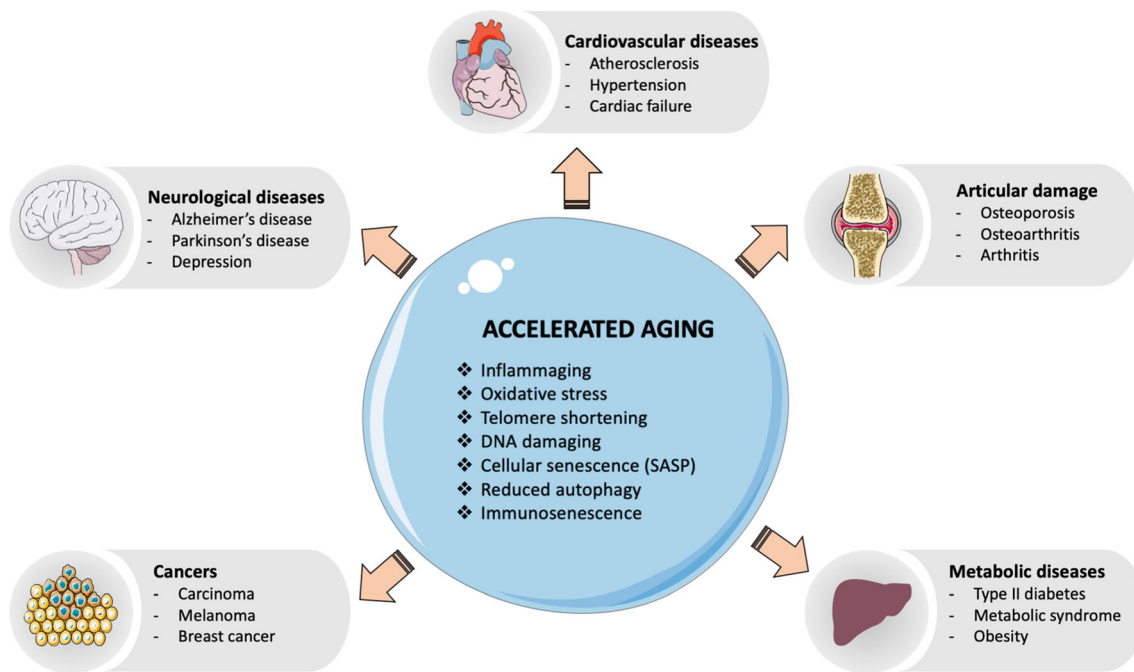 Cardiovascular diseases
- Atherosclerosis
- Hypertension
- Cardiac failure
Neurological diseases
- Alzheimer's disease
- Parkinson's disease
- Depression
Articular damage
- Osteoporosis
- Osteoarthritis
- Arthritis
ACCELERATED AGING
❖ Inflammaging
❖ Oxidative stress
❖ Telomere shortening
❖ DNA damaging
❖ Cellular senescence (SASP)
❖ Reduced autophagy
❖ Immunosenescence
Cancers
- Carcinoma
- Melanoma
- Breast cancer
Metabolic diseases
- Type II diabetes
- Metabolic syndrome
- Obesity